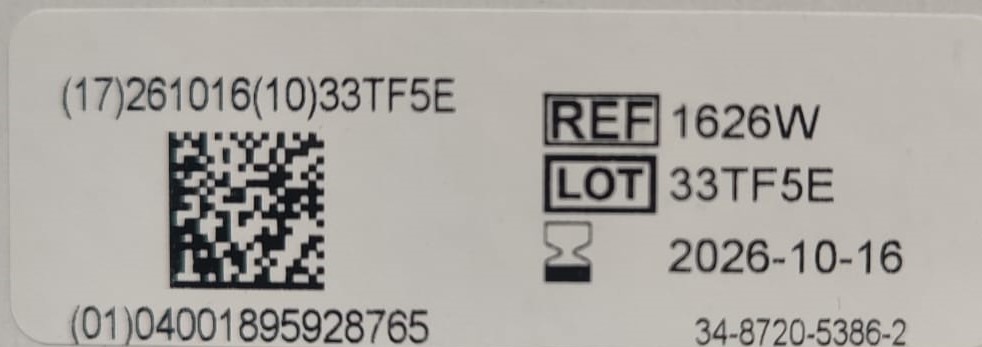 (17)261016(10)33TF5E
(01)04001895928765
REF 1626W
LOT 33TF5E
2026-10-16
34-8720-5386-2